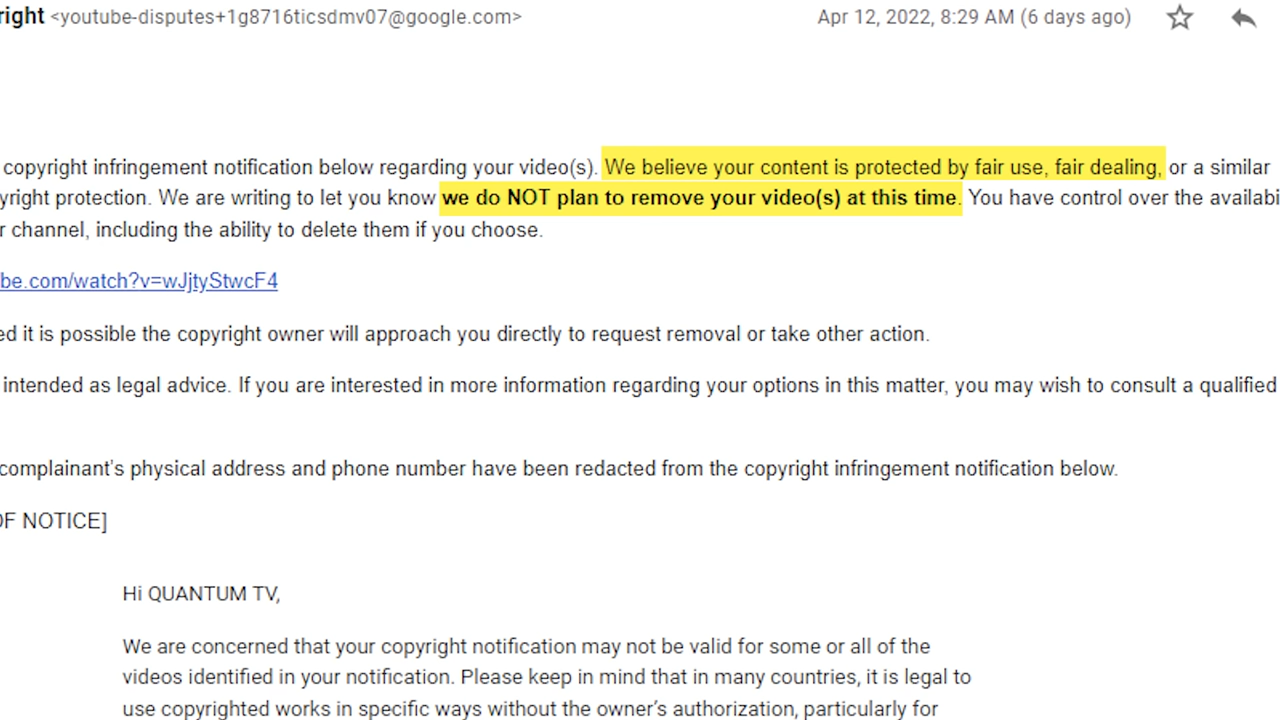 right <youtube-disputes+1g8716ticsdmv07@google.com> Apr 12, 2022, 8:29 AM (6 days ago)
copyright infringement notification below regarding your video(s). We believe your content is protected by fair use, fair dealing, or a similar
yright protection. We are writing to let you know we do NOT plan to remove your video(s) at this time. You have control over the availabi
r channel, including the ability to delete them if you choose.
be.com/watch?v=wJjtyStwcF4
ed it is possible the copyright owner will approach you directly to request removal or take other action.
intended as legal advice. If you are interested in more information regarding your options in this matter, you may wish to consult a qualified
complainant's physical address and phone number have been redacted from the copyright infringement notification below.
OF NOTICE]
Hi QUANTUM TV,
We are concerned that your copyright notification may not be valid for some or all of the
videos identified in your notification. Please keep in mind that in many countries, it is legal to
use copyrighted works in specific ways without the owner's authorization, particularly for